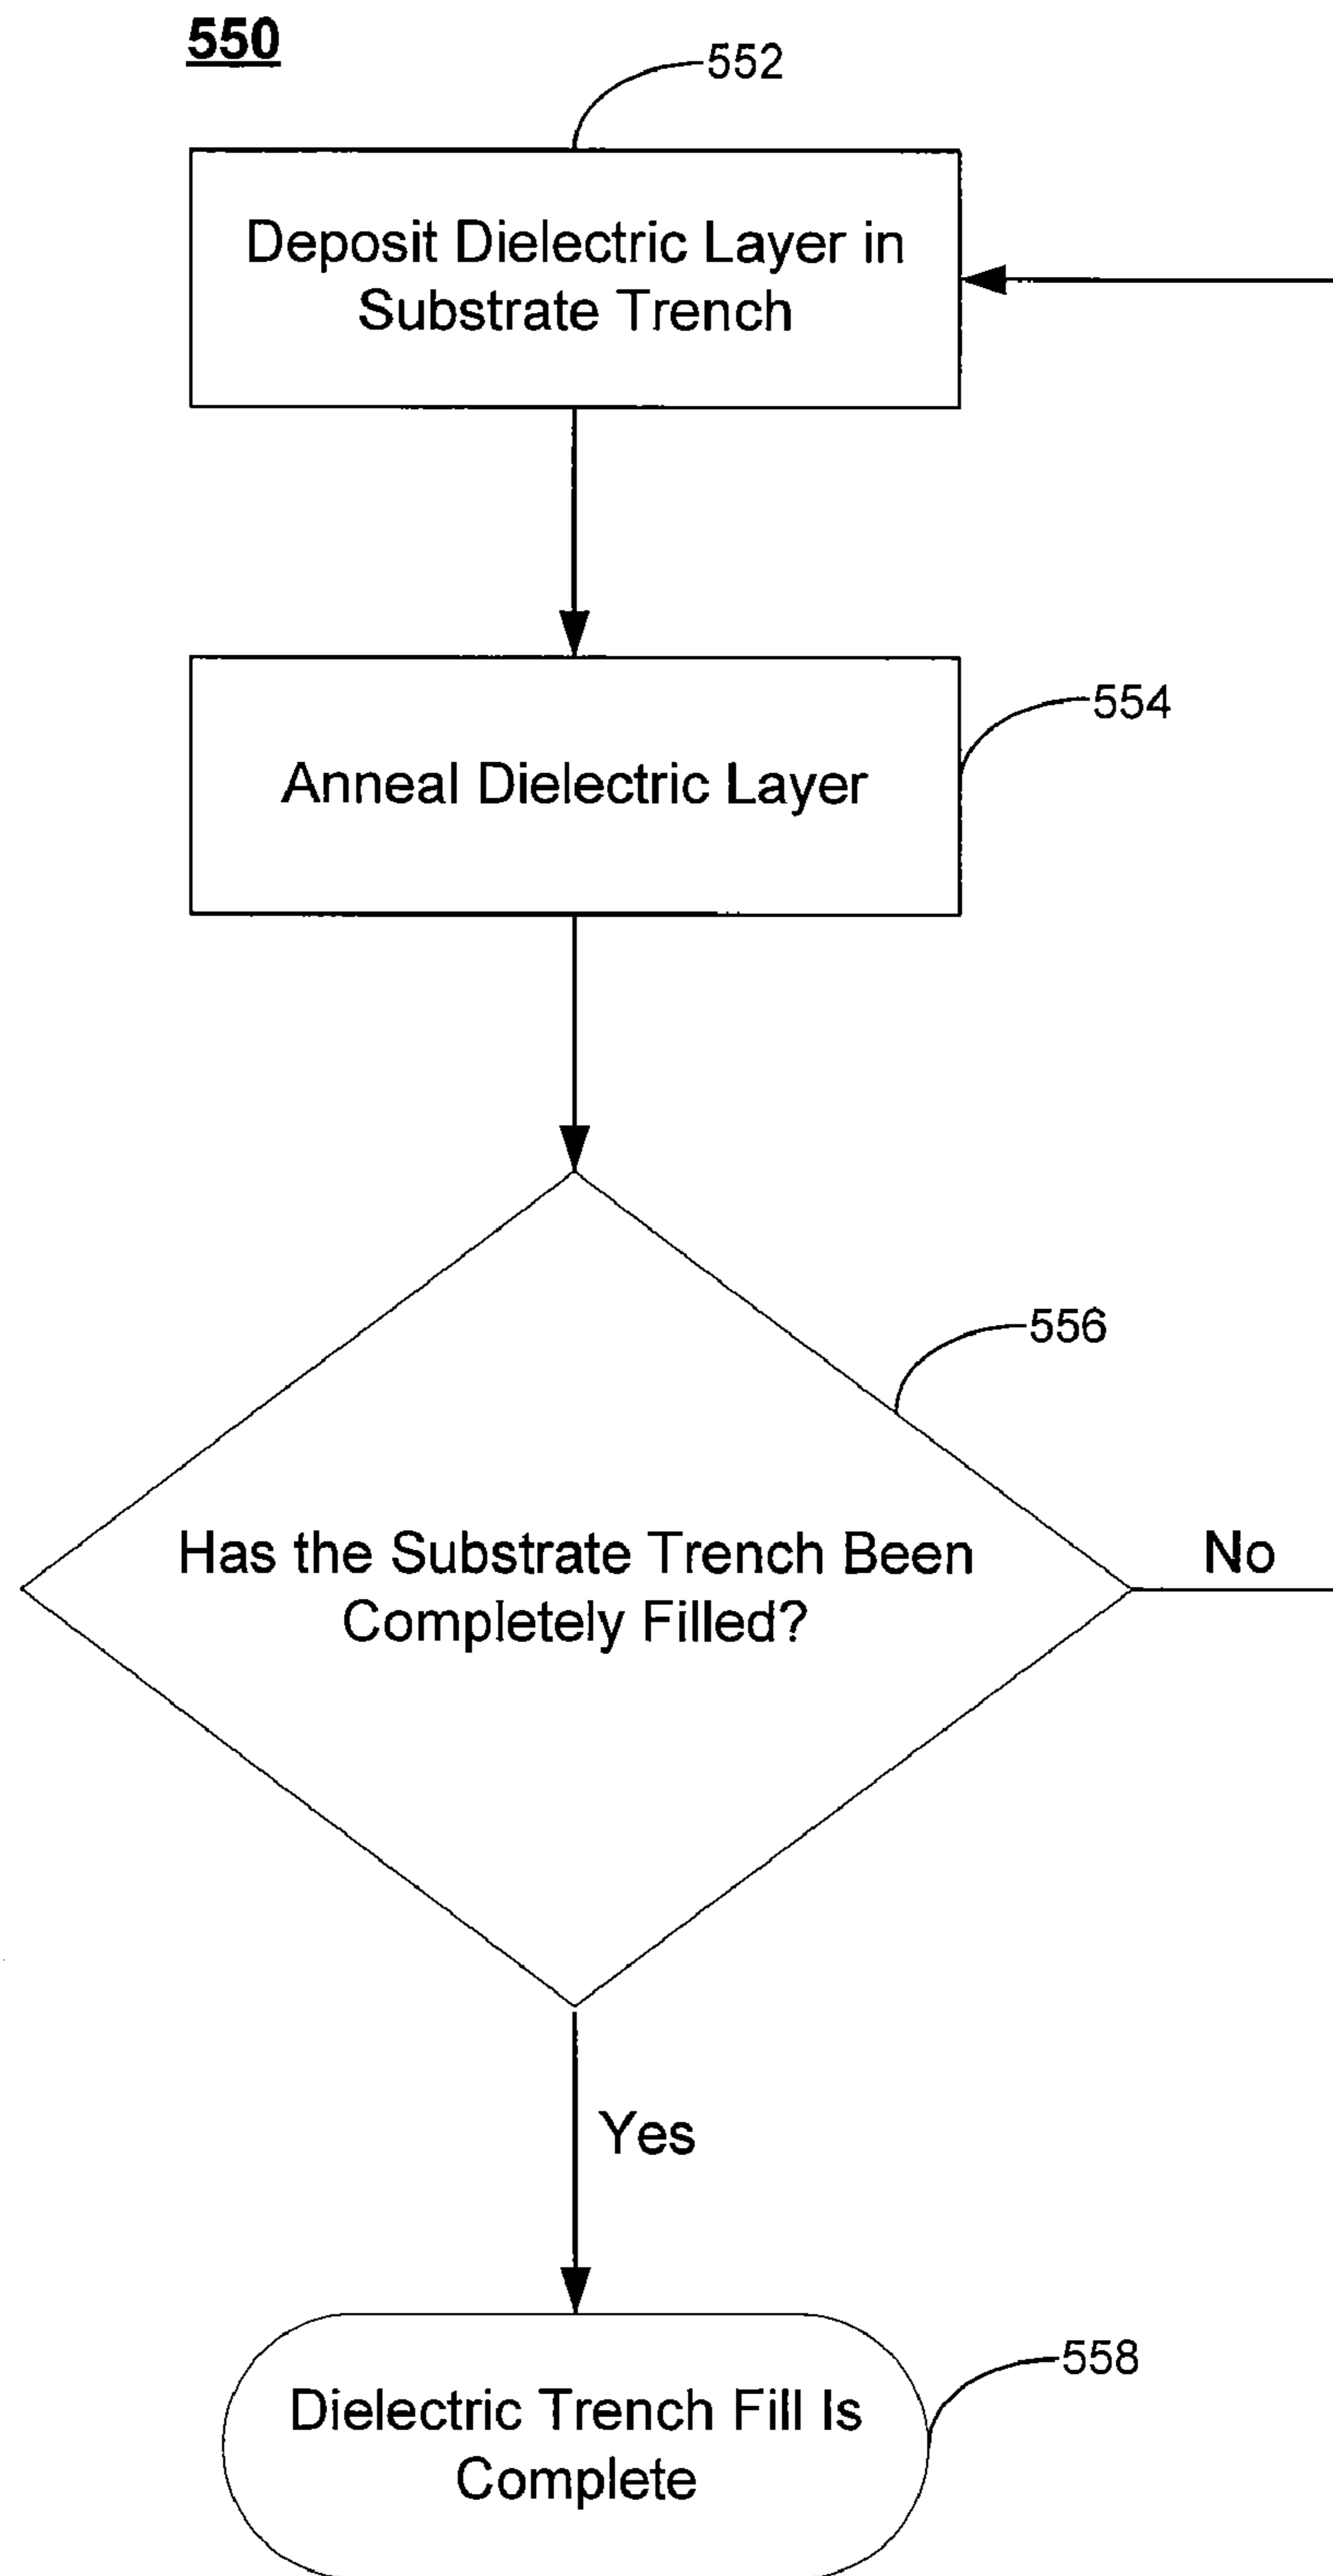 550
552
Deposit Dielectric Layer in
Substrate Trench
554
Anneal Dielectric Layer
556
Has the Substrate Trench Been
Completely Filled?
No
Yes
558
Dielectric Trench Fill Is
Complete